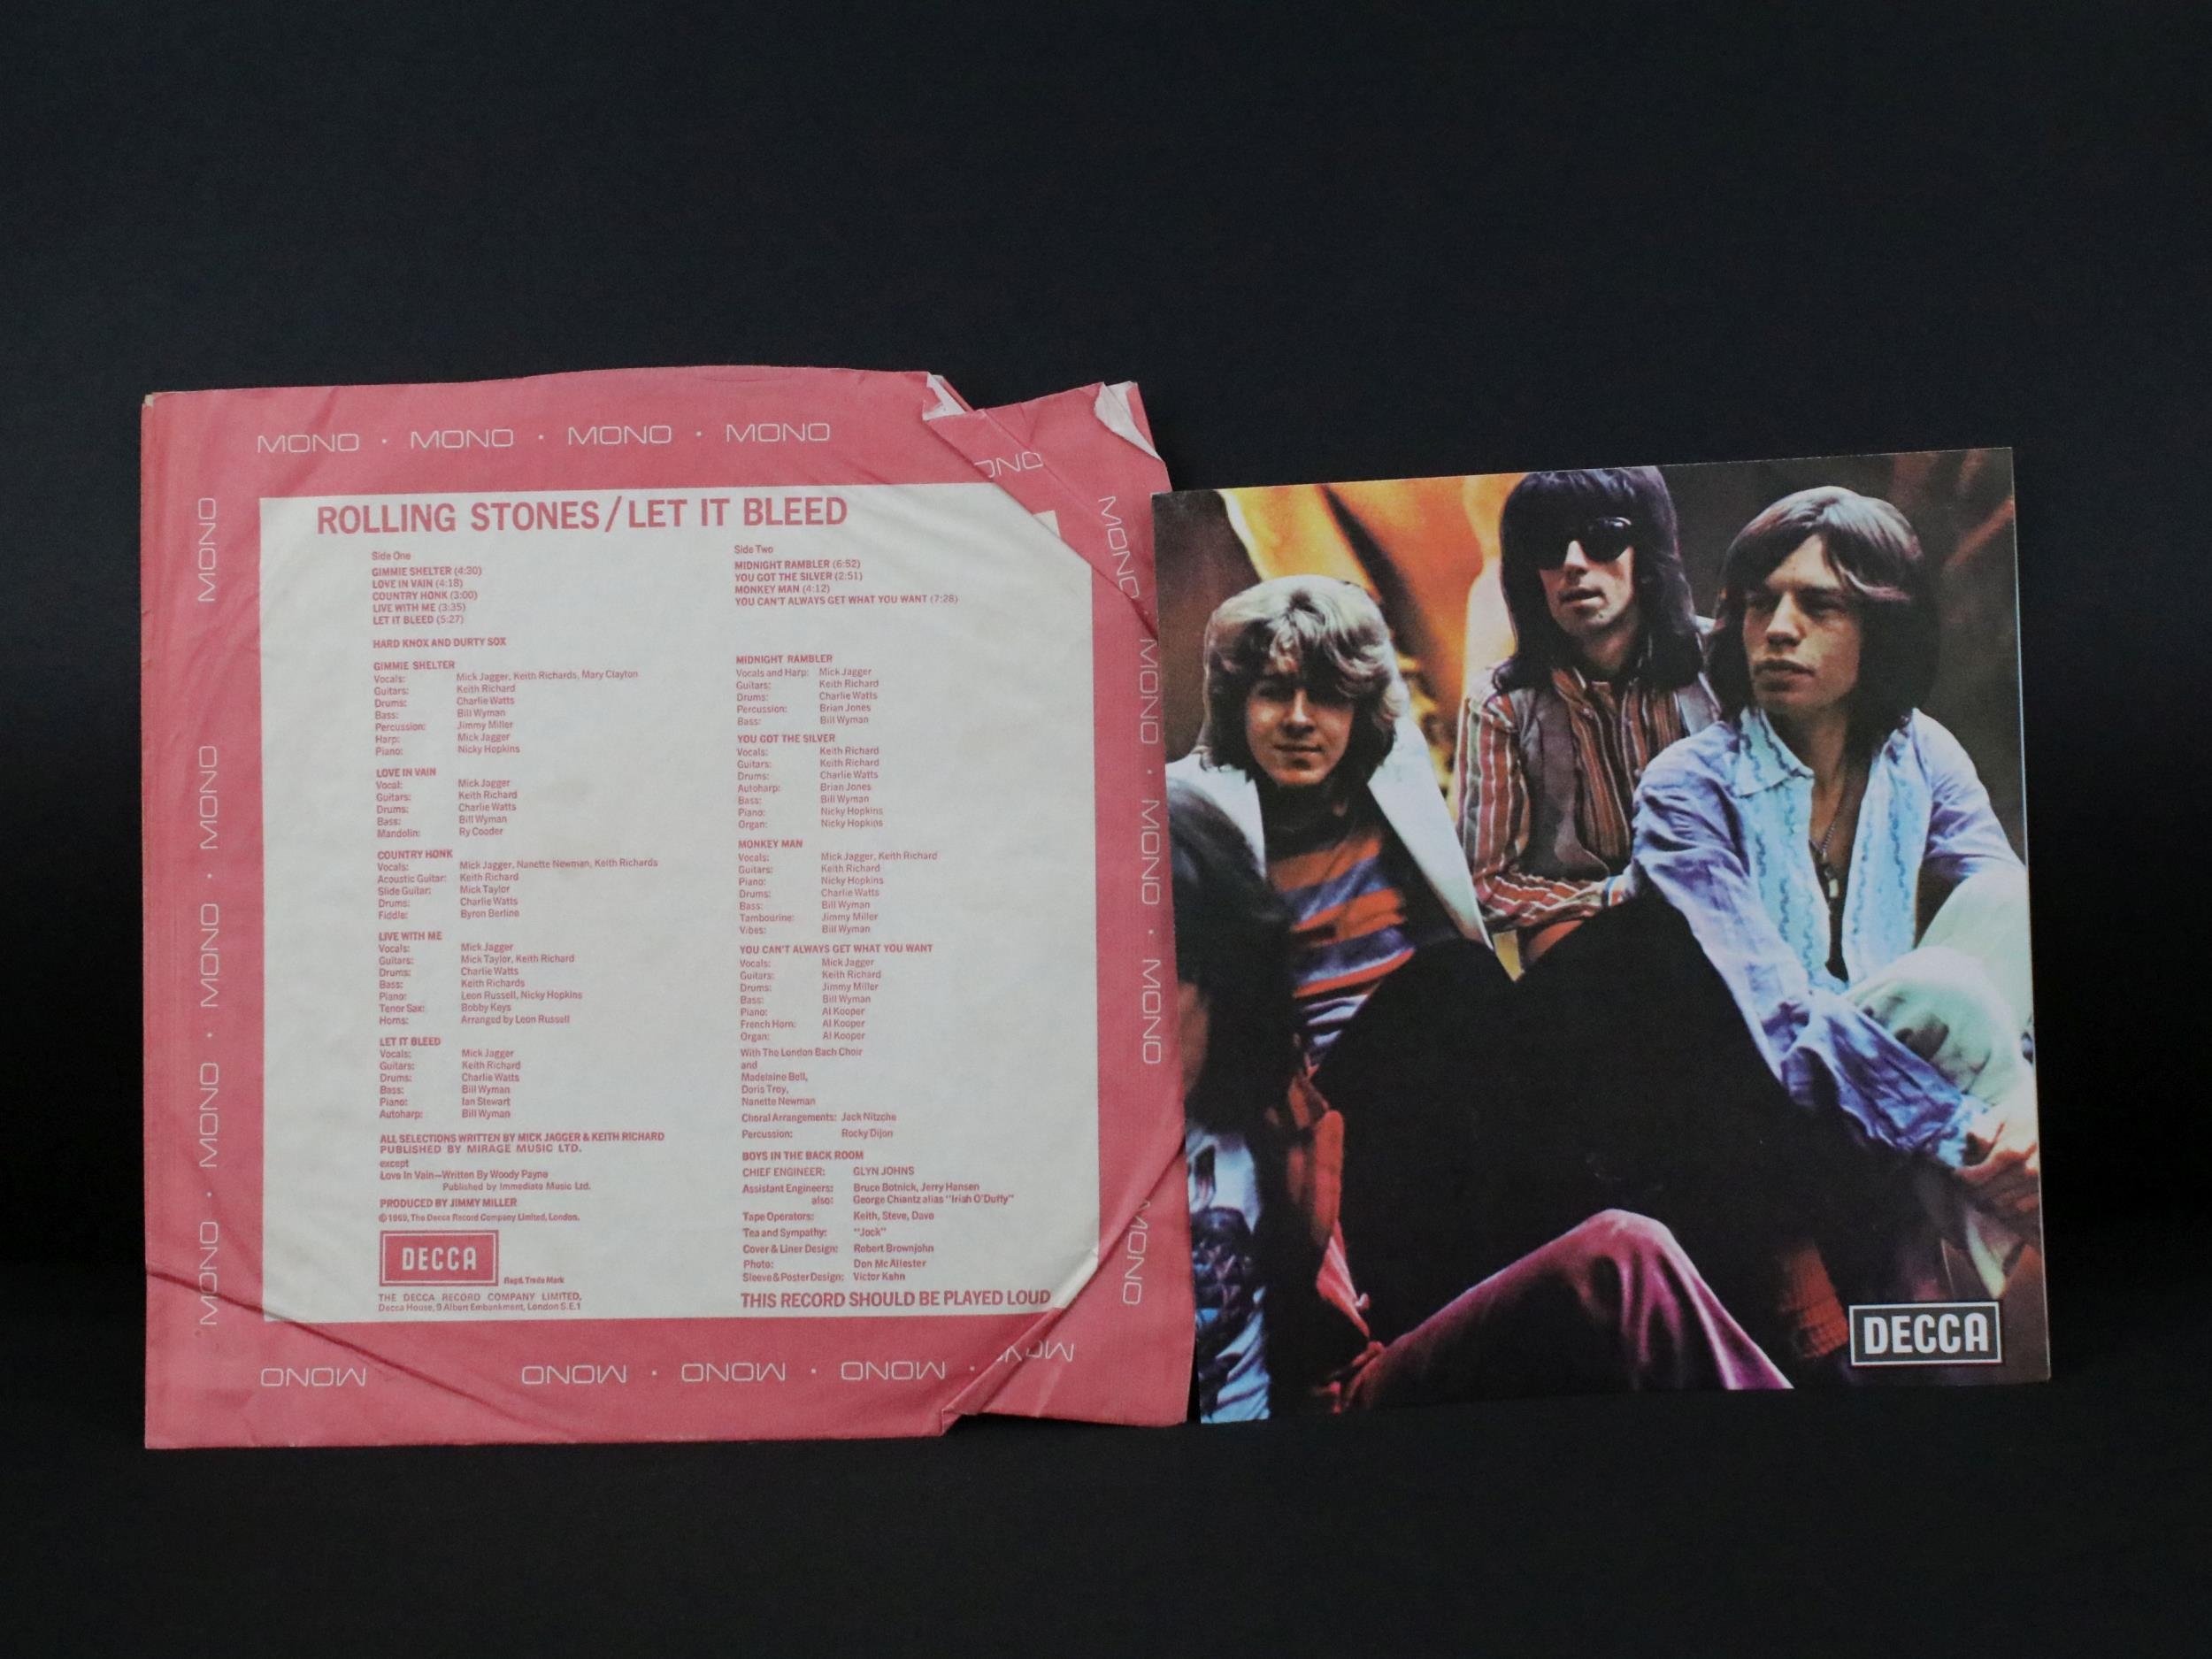 MONO · MONO · MONO · MONO
MONO
MONO · MONO · MONO · MONO
MONO
MONO · MONO · MONO
MONO
ROLLING STONES/LET IT BLEED
Side One
GIMMIE SHELTER (4:30)
LOVE IN VAIN (4:18)
COUNTRY HONK (3:00)
LIVE WITH ME (3:35)
LET IT BLEED (5:27)
HARD KNOX AND DURTY SOX
GIMMIE SHELTER
Vocals: Mick Jagger, Keith Richards, Mary Clayton
Guitars: Keith Richard
Drums: Charlie Watts
Bass: Bill Wyman
Percussion: Jimmy Miller
Harp: Mick Jagger
Piano: Nicky Hopkins
LOVE IN VAIN
Vocal: Mick Jagger
Guitars: Keith Richard
Drums: Charlie Watts
Bass: Bill Wyman
Mandolin: Ry Cooder
COUNTRY HONK
Vocals: Mick Jagger, Nanette Newman, Keith Richards
Acoustic Guitar: Keith Richard
Slide Guitar: Mick Taylor
Drums: Charlie Watts
Fiddle: Byron Berline
LIVE WITH ME
Vocals: Mick Jagger
Guitars: Mick Taylor, Keith Richard
Drums: Charlie Watts
Bass: Keith Richards
Piano: Leon Russell, Nicky Hopkins
Tenor Sax: Bobby Keys
Horns: Arranged by Leon Russell
LET IT BLEED
Vocals: Mick Jagger
Guitars: Keith Richard
Drums: Charlie Watts
Bass: Bill Wyman
Piano: Ian Stewart
Autoharp: Bill Wyman
ALL SELECTIONS WRITTEN BY MICK JAGGER & KEITH RICHARD
PUBLISHED BY MIRAGE MUSIC LTD.
except
Love In Vain—Written By Woody Payne
Published by Immediate Music Ltd.
PRODUCED BY JIMMY MILLER
© 1969, The Decca Record Company Limited, London.
DECCA
Regd. Trade Mark
THE DECCA RECORD COMPANY LIMITED,
Decca House, 9 Albert Embankment, London S.E.1
Side Two
MIDNIGHT RAMBLER (6:52)
YOU GOT THE SILVER (2:51)
MONKEY MAN (4:12)
YOU CAN'T ALWAYS GET WHAT YOU WANT (7:28)
MIDNIGHT RAMBLER
Vocals and Harp: Mick Jagger
Guitars: Keith Richard
Drums: Charlie Watts
Percussion: Brian Jones
Bass: Bill Wyman
YOU GOT THE SILVER
Vocals: Keith Richard
Guitars: Keith Richard
Drums: Charlie Watts
Autoharp: Brian Jones
Bass: Bill Wyman
Piano: Nicky Hopkins
Organ: Nicky Hopkins
MONKEY MAN
Vocals: Mick Jagger, Keith Richard
Guitars: Keith Richard
Piano: Nicky Hopkins
Drums: Charlie Watts
Bass: Bill Wyman
Tambourine: Jimmy Miller
Vibes: Bill Wyman
YOU CAN'T ALWAYS GET WHAT YOU WANT
Vocals: Mick Jagger
Guitars: Keith Richard
Drums: Jimmy Miller
Bass: Bill Wyman
Piano: Al Kooper
French Horn: Al Kooper
Organ: Al Kooper
With The London Bach Choir
and
Madelaine Bell,
Doris Troy,
Nanette Newman
Choral Arrangements: Jack Nitzche
Percussion: Rocky Dijon
BOYS IN THE BACK ROOM
CHIEF ENGINEER: GLYN JOHNS
Assistant Engineers: Bruce Botnick, Jerry Hansen
also: George Chiantz alias "Irish O'Duffy"
Tape Operators: Keith, Steve, Dave
Tea and Sympathy: "Jock"
Cover & Liner Design: Robert Brownjohn
Photo: Don McAllester
Sleeve & Poster Design: Victor Kahn
THIS RECORD SHOULD BE PLAYED LOUD
MONO
MONO · MONO · MONO
DECCA